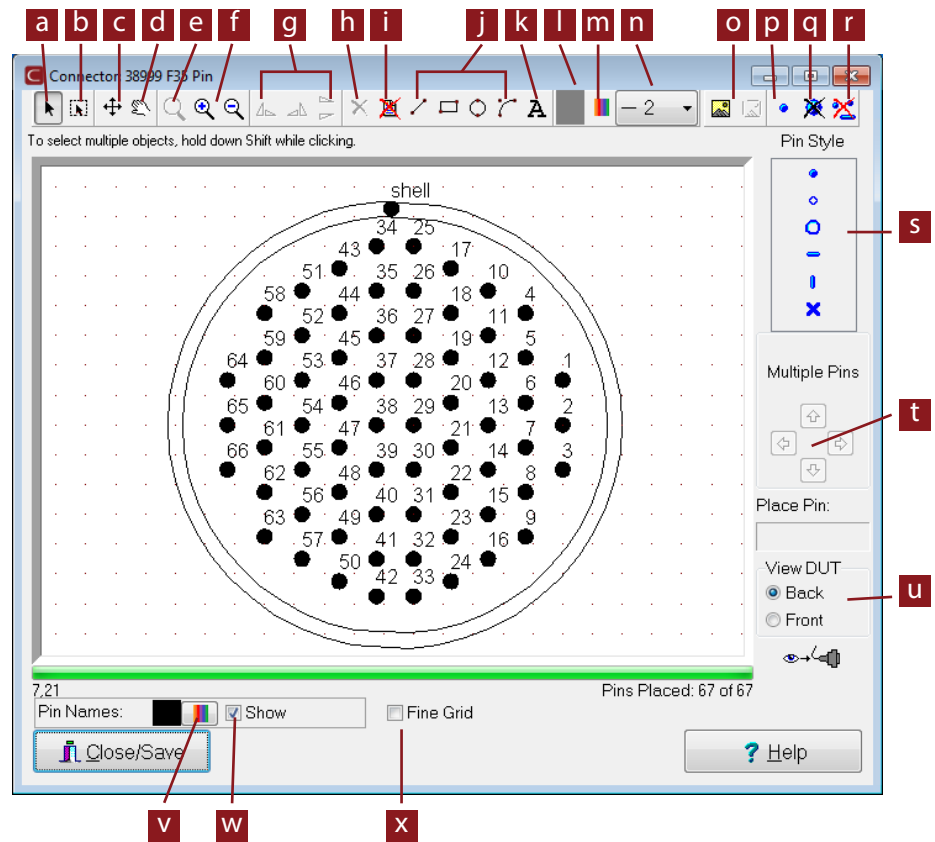 a b c d e f g h i j k l m n o p q r
Connector 38999 F35 Pin
A — 2
To select multiple objects, hold down Shift while clicking.
Pin Style
shell
34 25
43 17
51 35 26 10
58 44 18 4
52 36 27 11
59 45 19 5
64 53 37 28 12 1
60 46 20 6
65 54 38 29 13 2
61 47 21 7
66 55 39 30 14 3
62 48 22 8
56 40 31 15
63 49 23 9
57 41 32 16
50 24
42 33
s
Multiple Pins
t
Place Pin:
View DUT
Back
Front
u
7,21
Pins Placed: 67 of 67
Pin Names: Show Fine Grid
Close/Save
? Help
v w x